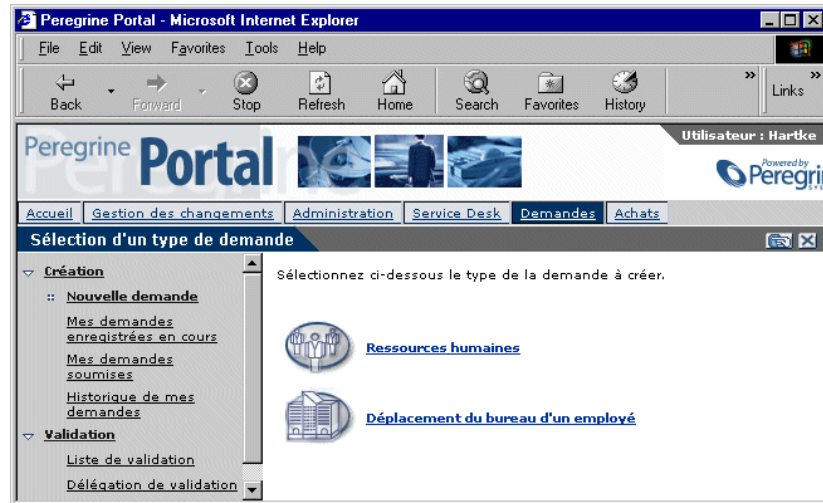 Peregrine Portal - Microsoft Internet Explorer
File Edit View Favorites Tools Help
Back Forward Stop Refresh Home Search Favorites History » Links »
Utilisateur : Hartke
Peregrine Portal
Powered by
Peregri
Accueil Gestion des changements Administration Service Desk Demandes Achats
Sélection d'un type de demande
Création
Nouvelle demande
Mes demandes
enregistrées en cours
Mes demandes
soumises
Historique de mes
demandes
Validation
Liste de validation
Délégation de validation
Sélectionnez ci-dessous le type de la demande à créer.
Ressources humaines
Déplacement du bureau d'un employé